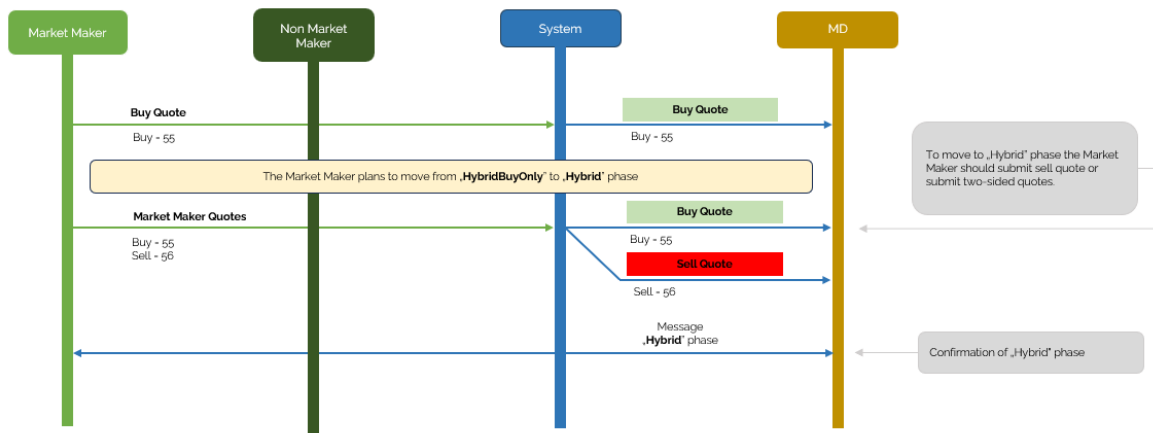 Market Maker
Non Market
Maker
System
MD
Buy Quote
Buy - 55
Buy Quote
Buy - 55
To move to „Hybrid” phase the Market
Maker should submit sell quote or
submit two-sided quotes.
The Market Maker plans to move from „HybridBuyOnly” to „Hybrid” phase
Market Maker Quotes
Buy - 55
Sell - 56
Buy Quote
Buy - 55
Sell Quote
Sell - 56
Message
„Hybrid” phase
Confirmation of „Hybrid” phase